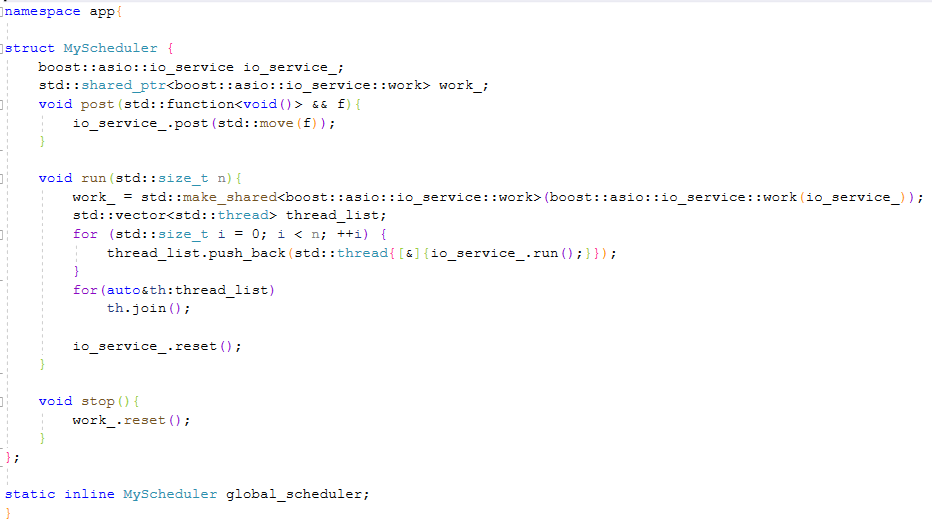 namespace app{
struct MyScheduler {
boost::asio::io_service io_service_;
std::shared_ptr<boost::asio::io_service::work> work_;
void post(std::function<void()> && f){
io_service_.post(std::move(f));
}
void run(std::size_t n){
work_ = std::make_shared<boost::asio::io_service::work>(boost::asio::io_service::work(io_service_));
std::vector<std::thread> thread_list;
for (std::size_t i = 0; i < n; ++i) {
thread_list.push_back(std::thread{[&]{io_service_.run();}});
}
for(auto&th:thread_list)
th.join();
io_service_.reset();
}
void stop(){
work_.reset();
}
};
static inline MyScheduler global_scheduler;
}